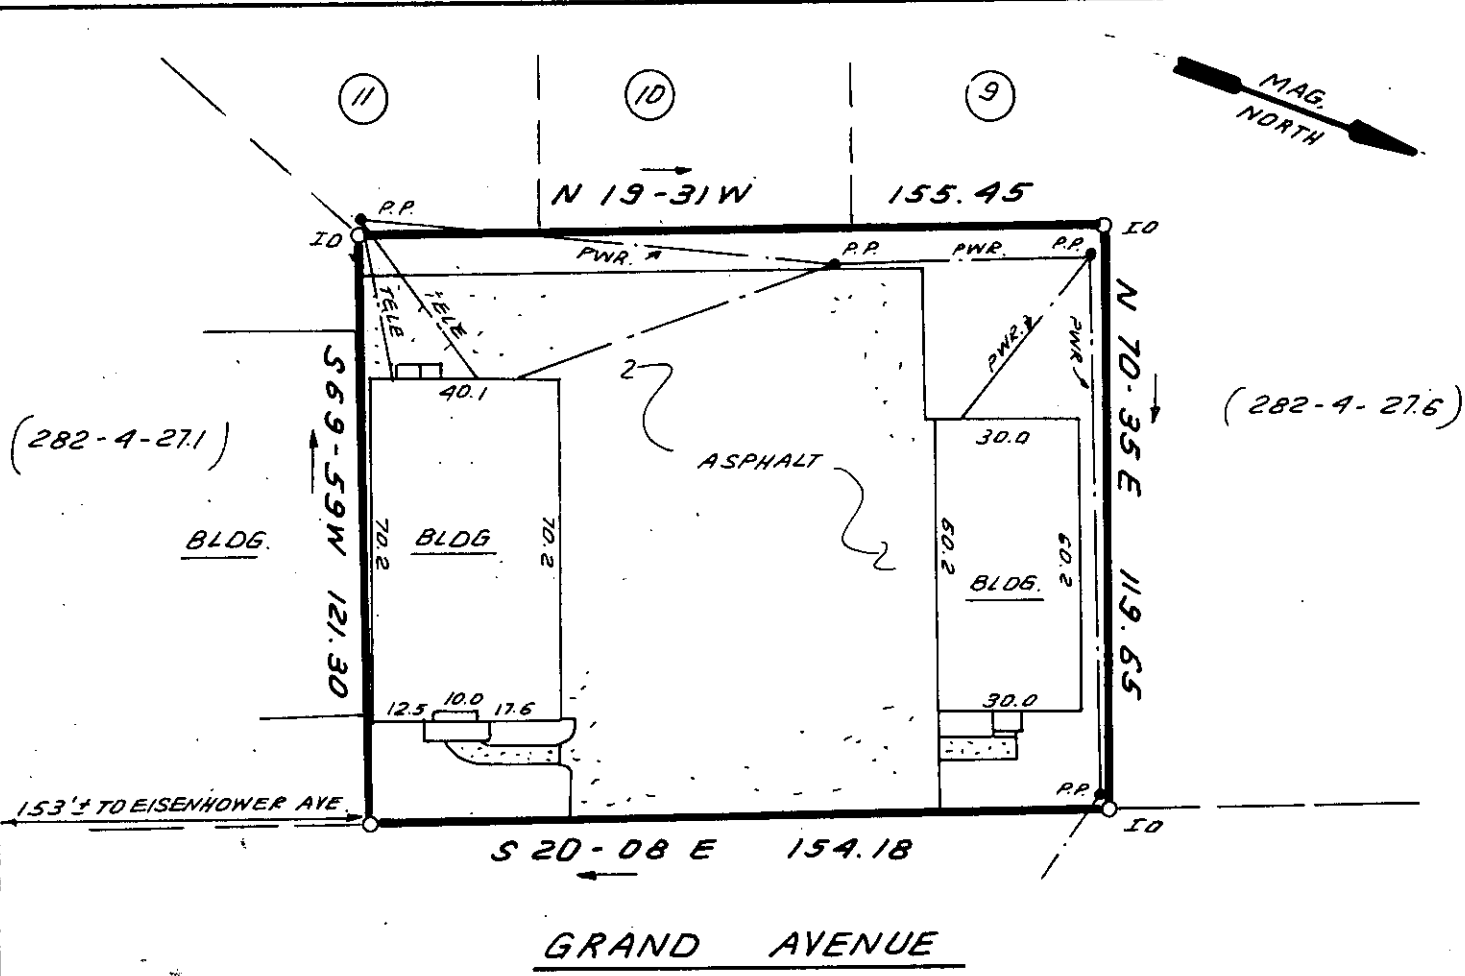 11
10
9
MAG.
NORTH
N 19-31 W 155.45
P.P.
IO
PWR.
P.P.
PWR.
P.P.
IO
TELE
TELE
PWR.
PWR.
N 70-35 E 119.65
S 69-59 W 121.30
(282-4-27.1)
(282-4-27.6)
40.1
30.0
ASPHALT
BLDG.
70.2
BLDG
70.2
60.2
BLDG.
60.2
12.5
10.0
17.6
30.0
P.P.
IO
153'± TO EISENHOWER AVE.
S 20-08 E 154.18
GRAND AVENUE